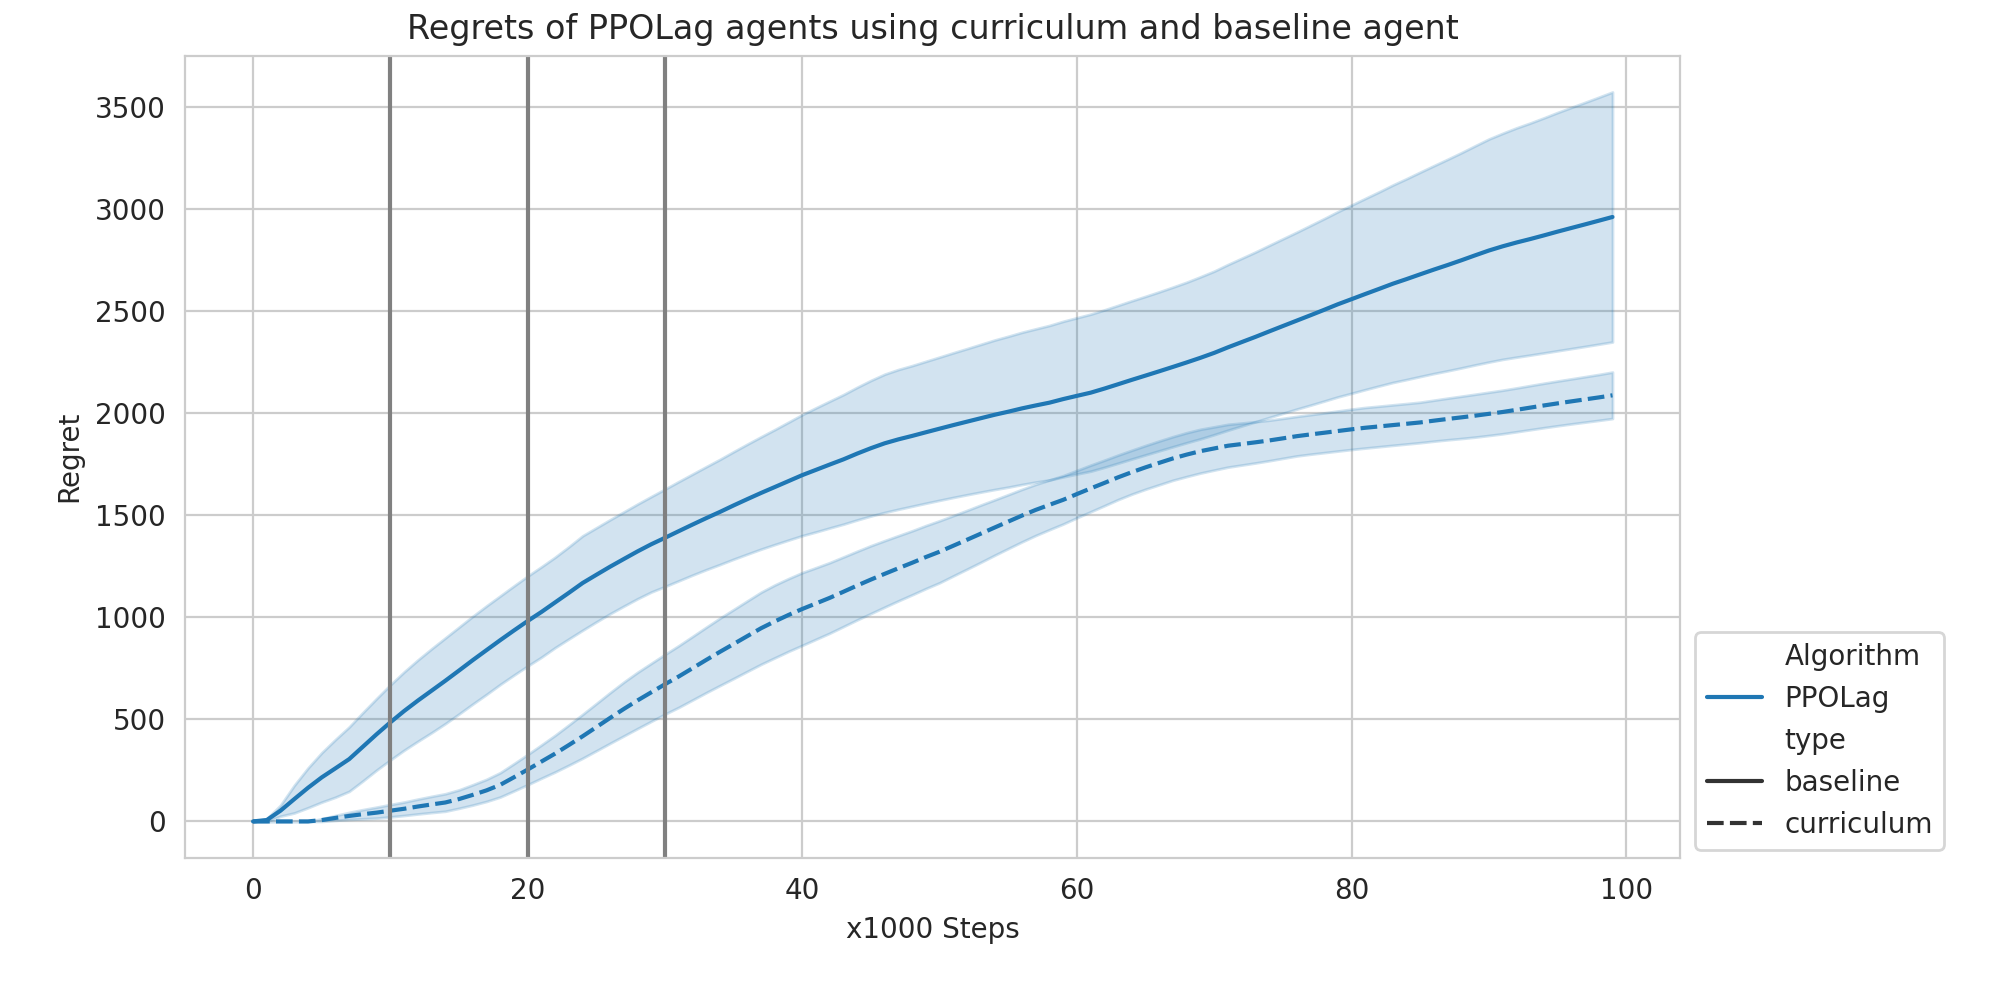 Regrets of PPOLag agents using curriculum and baseline agent
3500
3000
2500
2000
1500
1000
500
0
Regret
0 20 40 60 80 100
x1000 Steps
Algorithm
PPOLag
type
baseline
curriculum